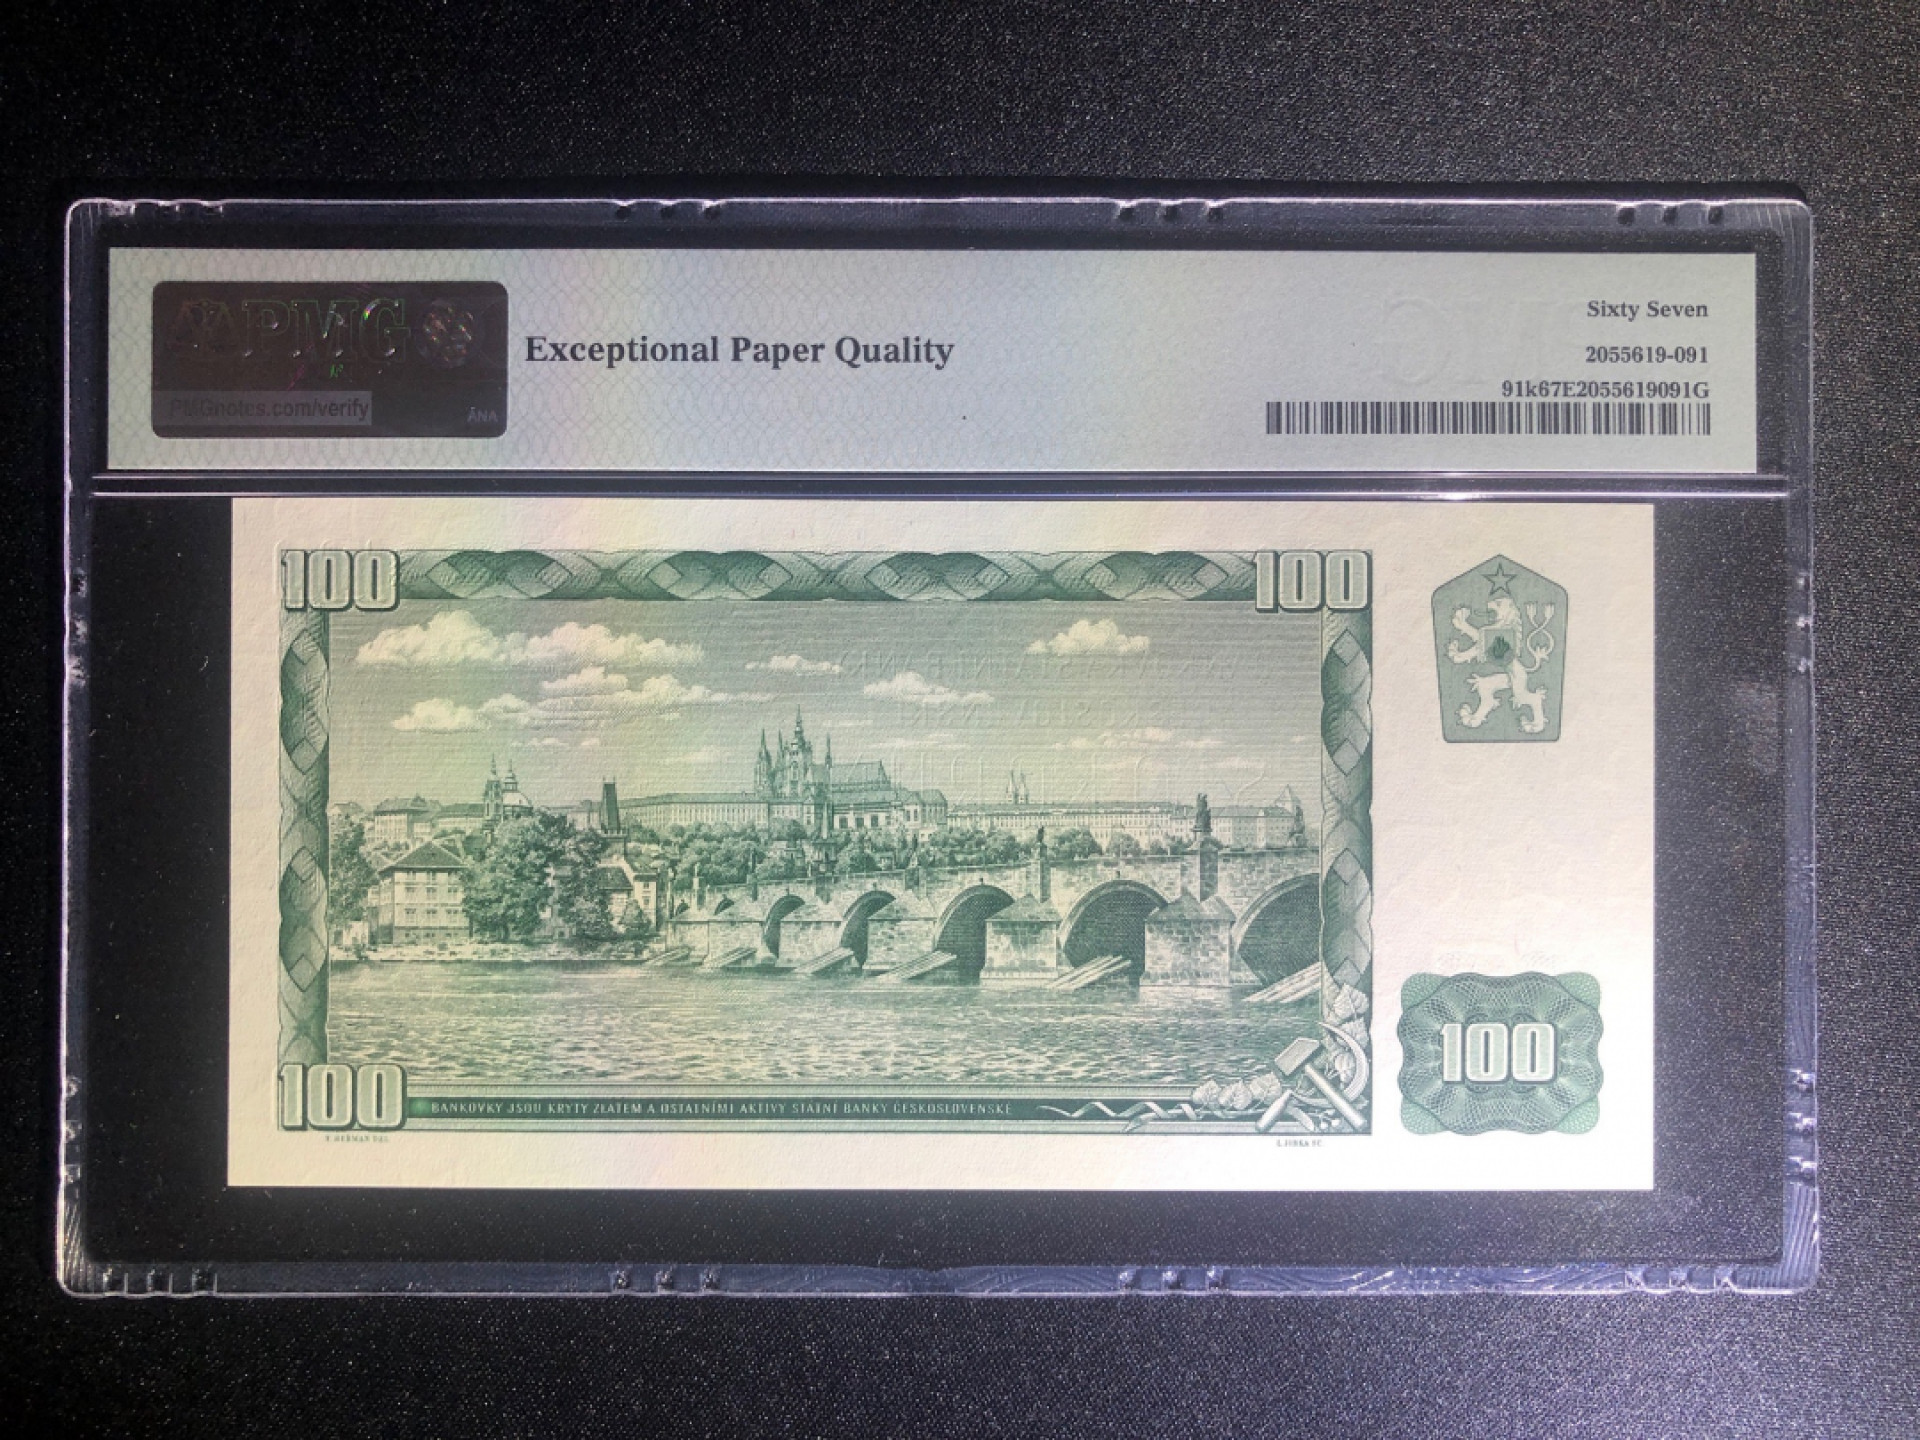 PMG
PMGnotes.com/verify
ANA
Exceptional Paper Quality
Sixty Seven
2055619-091
91k67E2055619091G
100
100
100
BANKOVKY JSOU KRYTY ZLATEM A OSTATNÍMI AKTIVY STÁTNÍ BANKY ČESKOSLOVENSKÉ
100